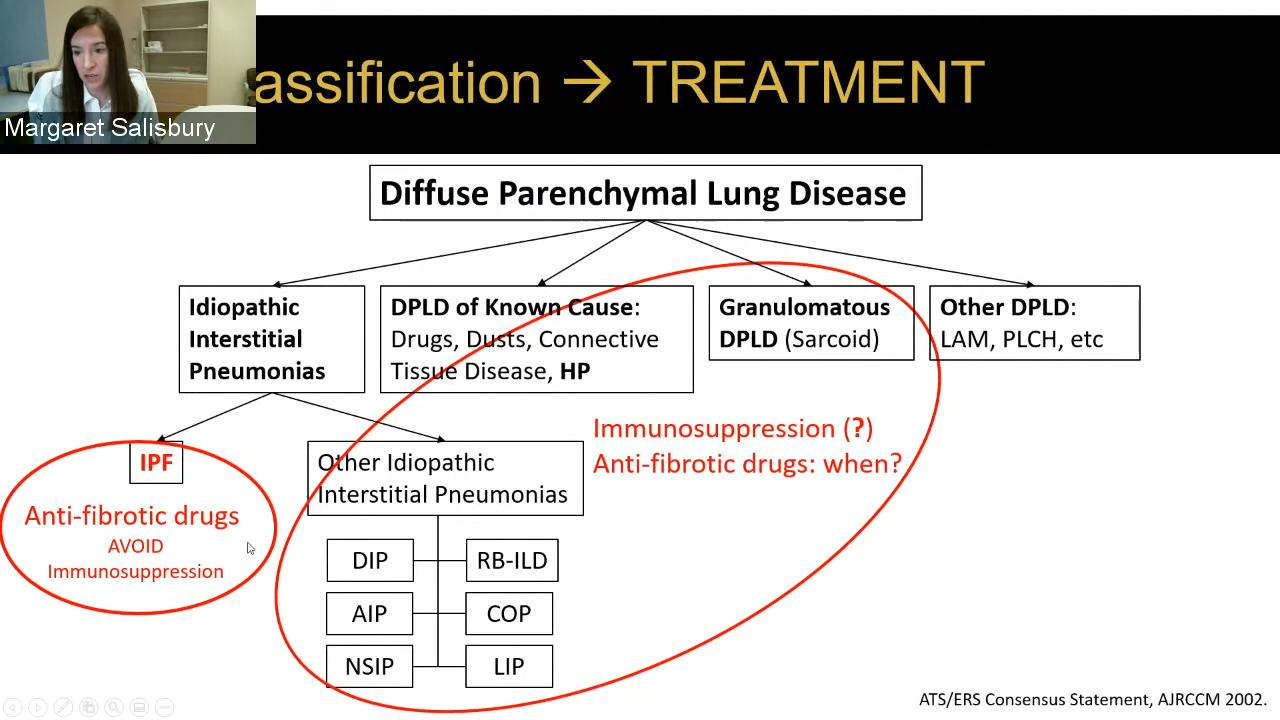 assification → TREATMENT
Margaret Salisbury
Diffuse Parenchymal Lung Disease
Idiopathic
Interstitial
Pneumonias
DPLD of Known Cause:
Drugs, Dusts, Connective
Tissue Disease, HP
Granulomatous
DPLD (Sarcoid)
Other DPLD:
LAM, PLCH, etc
IPF
Anti-fibrotic drugs
AVOID
Immunosuppression
Other Idiopathic
Interstitial Pneumonias
Immunosuppression (?)
Anti-fibrotic drugs: when?
DIP
RB-ILD
AIP
COP
NSIP
LIP
ATS/ERS Consensus Statement, AJRCCM 2002.